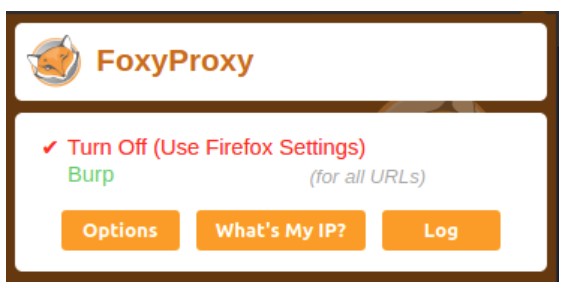 FoxyProxy
✔ Turn Off (Use Firefox Settings)
Burp (for all URLs)
Options What's My IP? Log